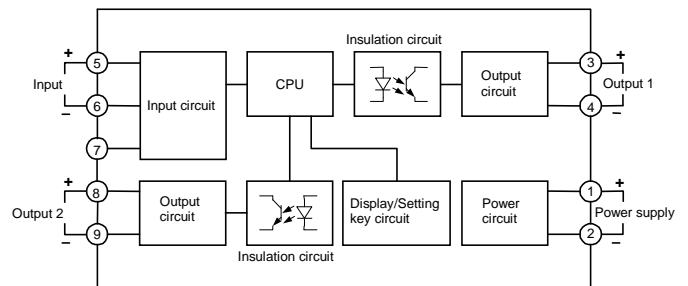 Insulation circuit
+ 5 3 +
Input Input circuit CPU Output circuit Output 1
− 6 4 −
7
+ 8 1 +
Output 2 Output circuit Display/Setting key circuit Power circuit Power supply
− 9 2 −
Insulation circuit